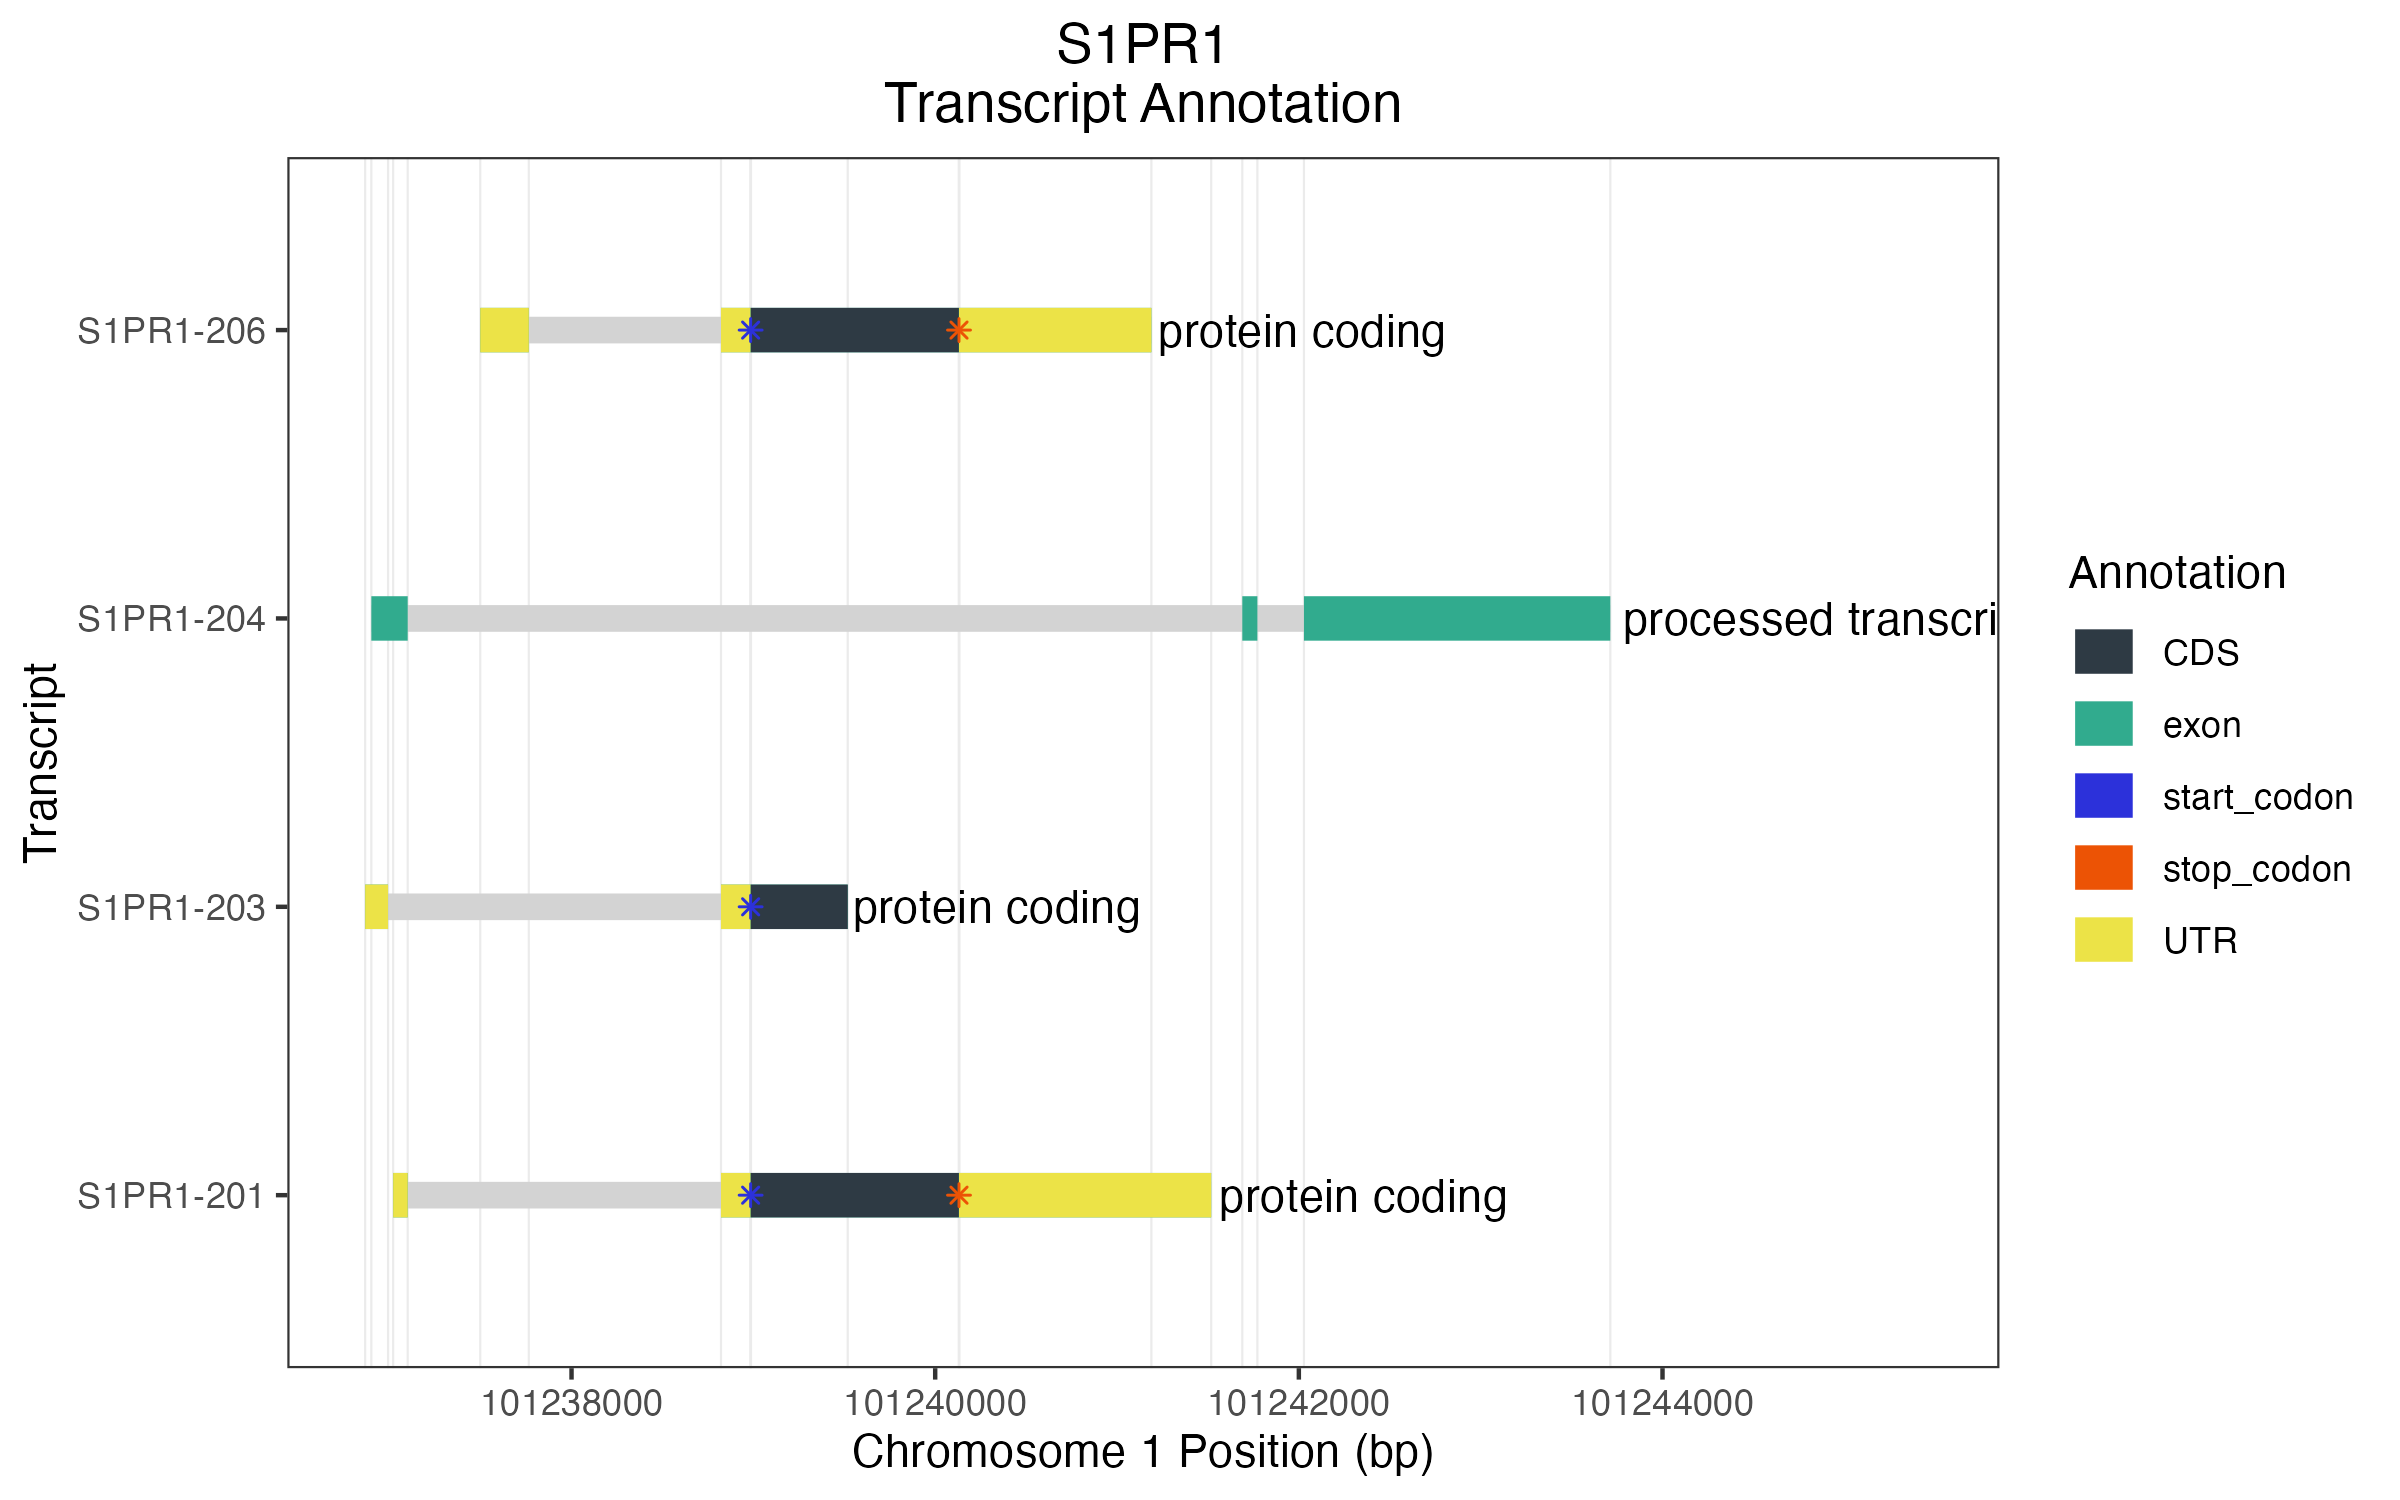 S1PR1
Transcript Annotation
Transcript
S1PR1-206
protein coding
S1PR1-204
processed transcri
S1PR1-203
protein coding
S1PR1-201
protein coding
101238000
101240000
101242000
101244000
Chromosome 1 Position (bp)
Annotation
CDS
exon
start_codon
stop_codon
UTR